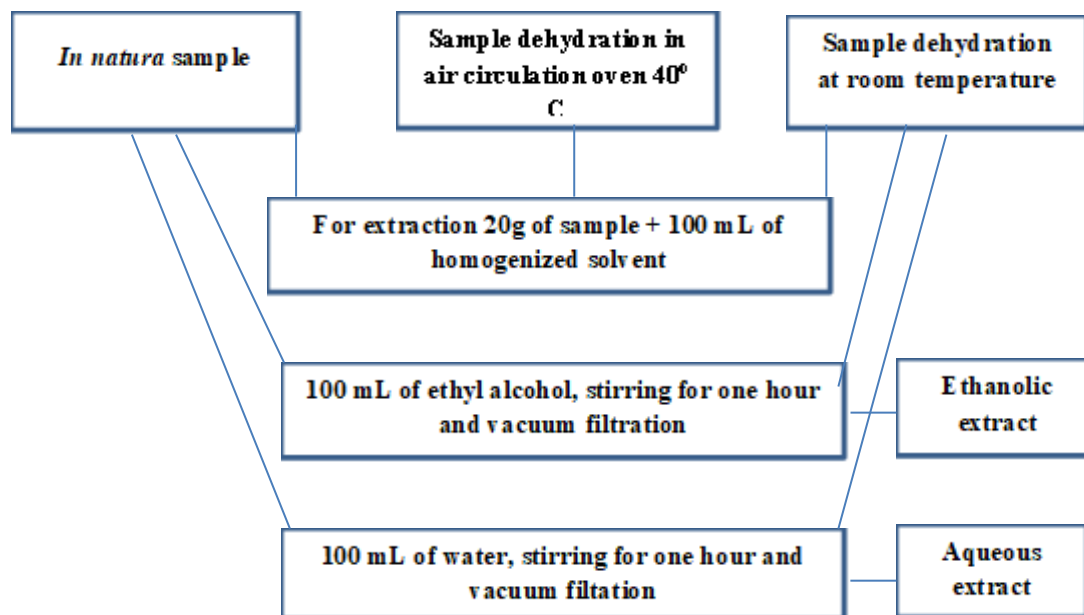 In natura sample
Sample dehydration in
air circulation oven 40º
C
Sample dehydration
at room temperature
For extraction 20g of sample + 100 mL of
homogenized solvent
100 mL of ethyl alcohol, stirring for one hour
and vacuum filtration
Ethanolic
extract
100 mL of water, stirring for one hour and
vacuum filtation
Aqueous
extract